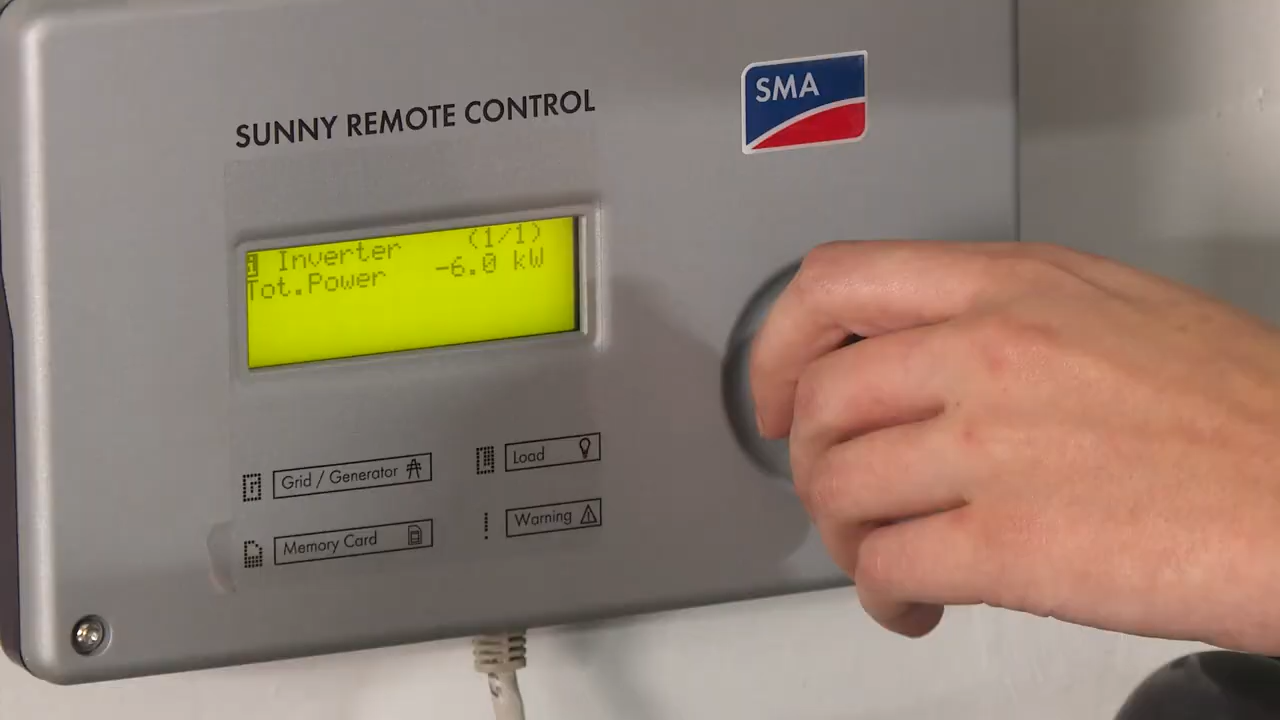 SMA
SUNNY REMOTE CONTROL
i Inverter (1/1)
Tot.Power -6.0 kW
Grid / Generator
Load
Memory Card
! Warning